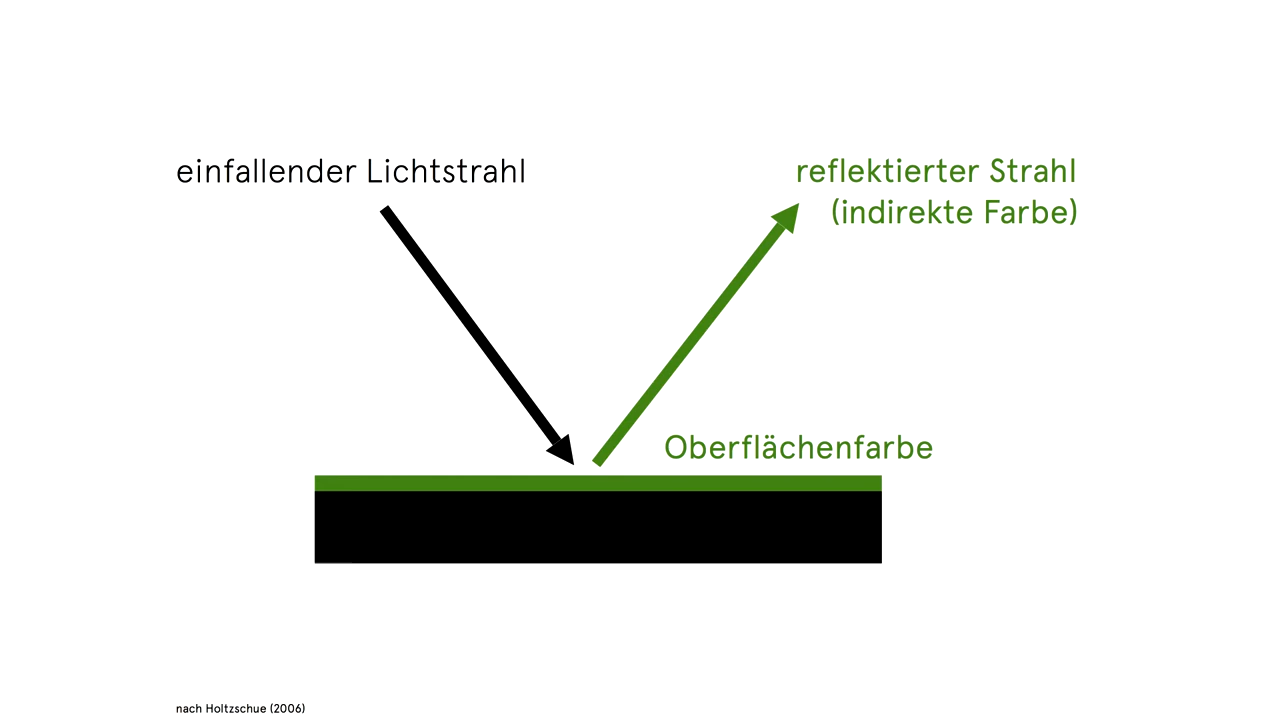 einfallender Lichtstrahl
reflektierter Strahl
(indirekte Farbe)
Oberflächenfarbe
nach Holtzschue (2006)